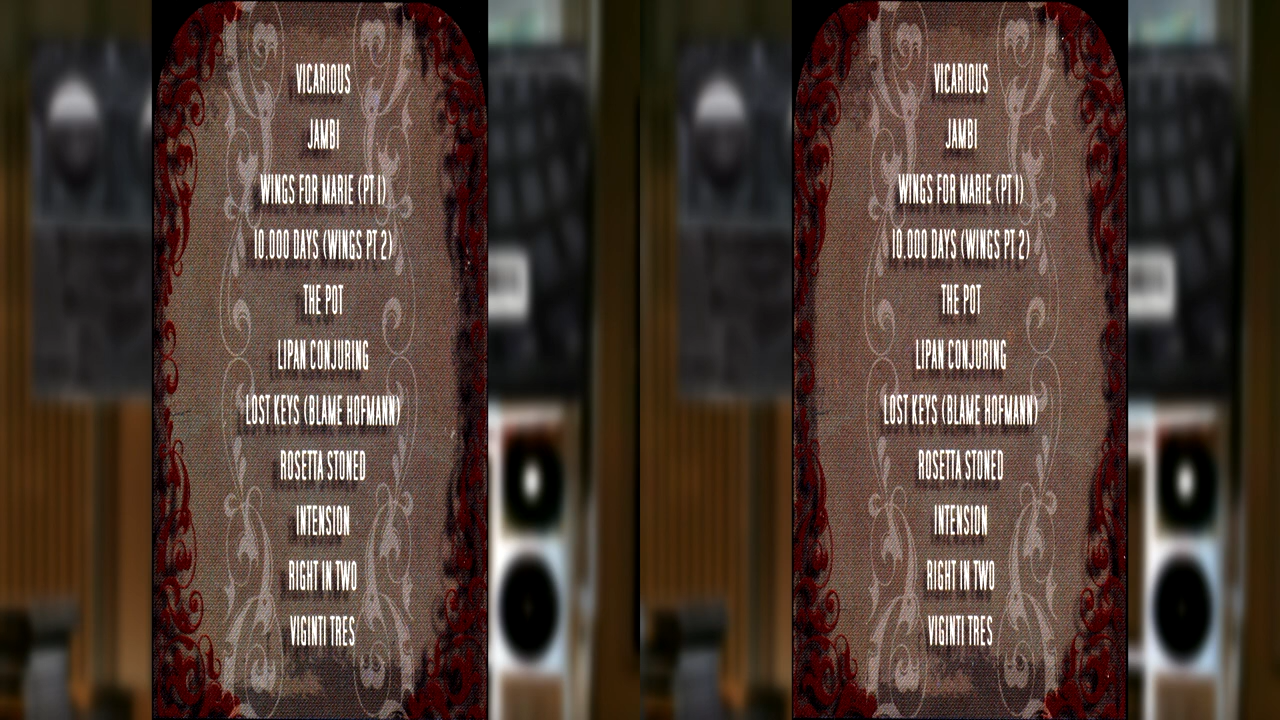 VICARIOUS
JAMBI
WINGS FOR MARIE (PT 1)
10.000 DAYS (WINGS PT 2)
THE POT
LIPAN CONJURING
LOST KEYS (BLAME HOFMANN)
ROSETTA STONED
INTENSION
RIGHT IN TWO
VIGINTI TRES
VICARIOUS
JAMBI
WINGS FOR MARIE (PT 1)
10.000 DAYS (WINGS PT 2)
THE POT
LIPAN CONJURING
LOST KEYS (BLAME HOFMANN)
ROSETTA STONED
INTENSION
RIGHT IN TWO
VIGINTI TRES